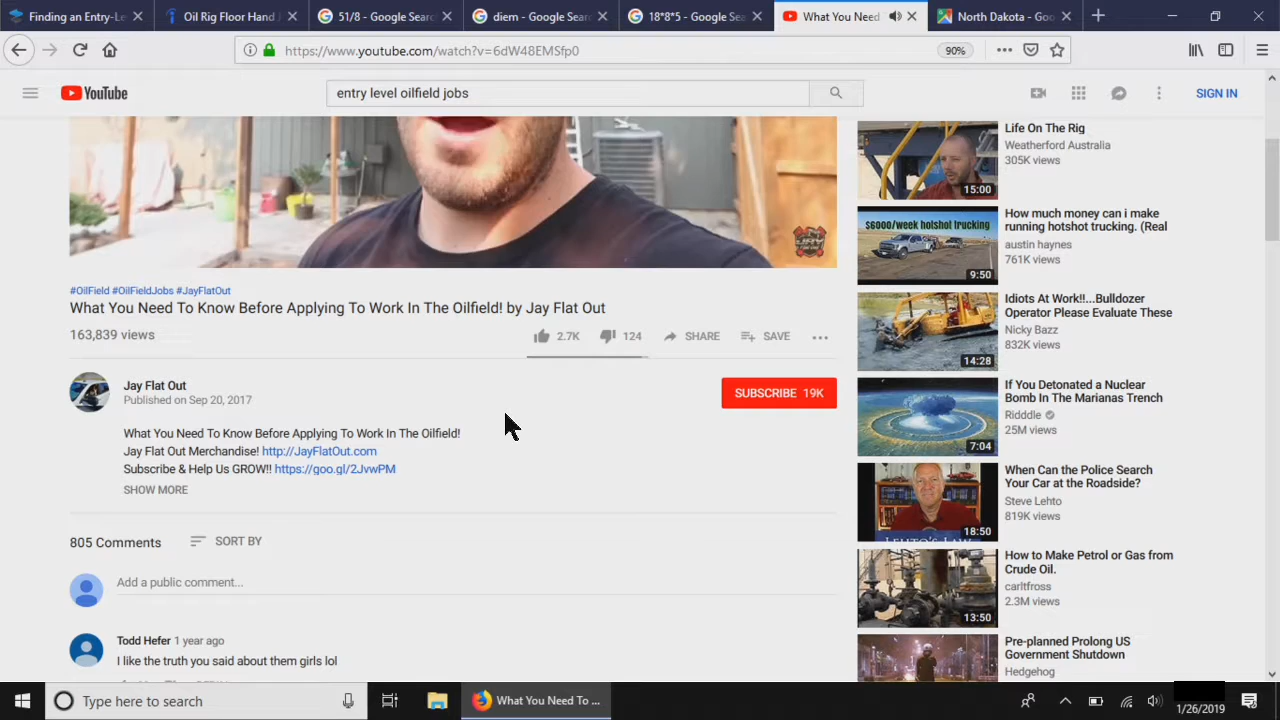 Finding an Entry-Le
Oil Rig Floor Hand J
51/8 - Google Searc
diem - Google Searc
18*8*5 - Google Sea
What You Need
North Dakota - Goo
https://www.youtube.com/watch?v=6dW48EMSfp0
90%
YouTube
entry level oilfield jobs
SIGN IN
#OilField #OilFieldJobs #JayFlatOut
What You Need To Know Before Applying To Work In The Oilfield! by Jay Flat Out
163,839 views
2.7K
124
SHARE
SAVE
Jay Flat Out
Published on Sep 20, 2017
SUBSCRIBE 19K
What You Need To Know Before Applying To Work In The Oilfield!
Jay Flat Out Merchandise! http://JayFlatOut.com
Subscribe & Help Us GROW!! https://goo.gl/2JvwPM
SHOW MORE
805 Comments
SORT BY
Add a public comment...
Todd Hefer 1 year ago
I like the truth you said about them girls lol
Life On The Rig
Weatherford Australia
305K views
15:00
$6000/week hotshot trucking
9:50
How much money can i make
running hotshot trucking. (Real
austin haynes
761K views
14:28
Idiots At Work!!...Bulldozer
Operator Please Evaluate These
Nicky Bazz
832K views
7:04
If You Detonated a Nuclear
Bomb In The Marianas Trench
Ridddle
25M views
18:50
When Can the Police Search
Your Car at the Roadside?
Steve Lehto
819K views
13:50
How to Make Petrol or Gas from
Crude Oil.
carltfross
2.3M views
Pre-planned Prolong US
Government Shutdown
Hedgehog
Type here to search
What You Need To ...
1/26/2019